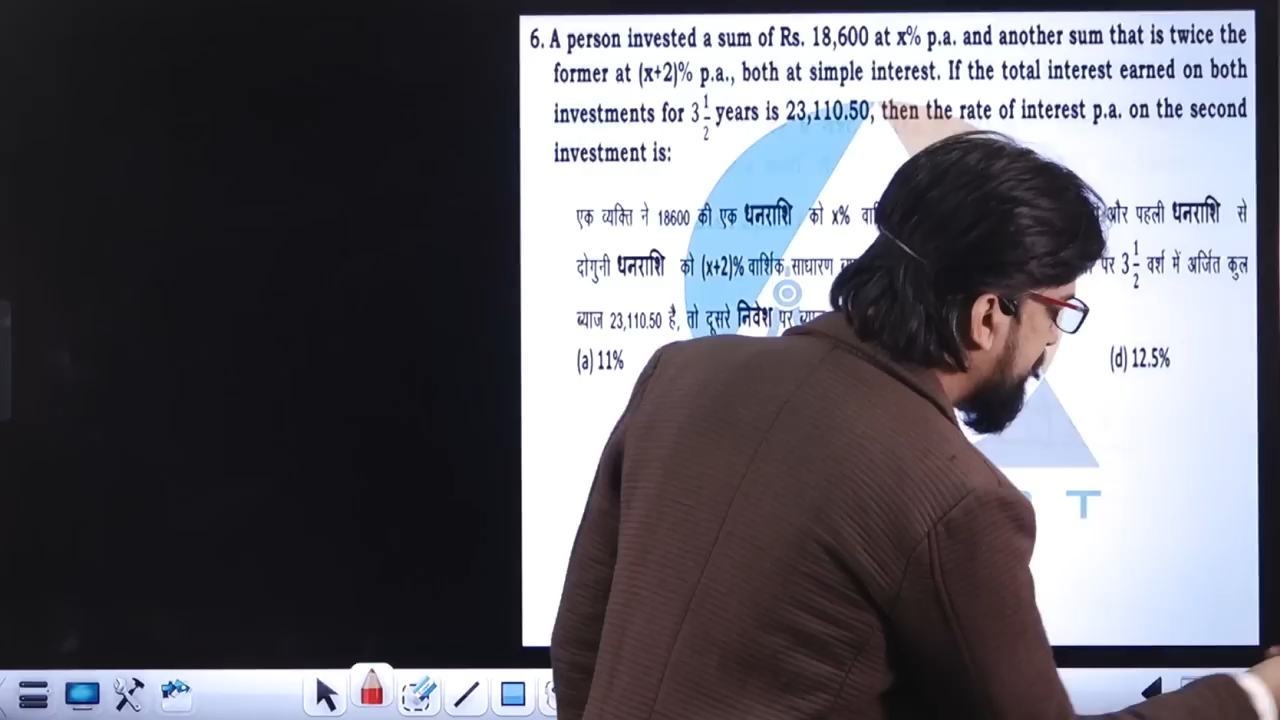 6. A person invested a sum of Rs. 18,600 at x% p.a. and another sum that is twice the
former at (x+2)% p.a., both at simple interest. If the total interest earned on both
investments for 3 1/2 years is 23,110.50, then the rate of interest p.a. on the second
investment is:
एक व्यक्ति ने 18600 की एक धनराशि को x% और पहली धनराशि से
दोगुनी धनराशि को (x+2)% वार्शिक साधारण पर 3 1/2 वर्श में अर्जित कुल
ब्याज 23,110.50 है, तो दूसरे निवेश पर
(a) 11% (d) 12.5%
T